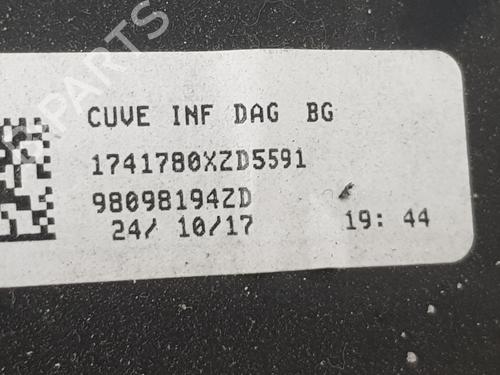 CUVE INF DAG BG
1741780XZD5591
98098194ZD
24/ 10/17 19: 44